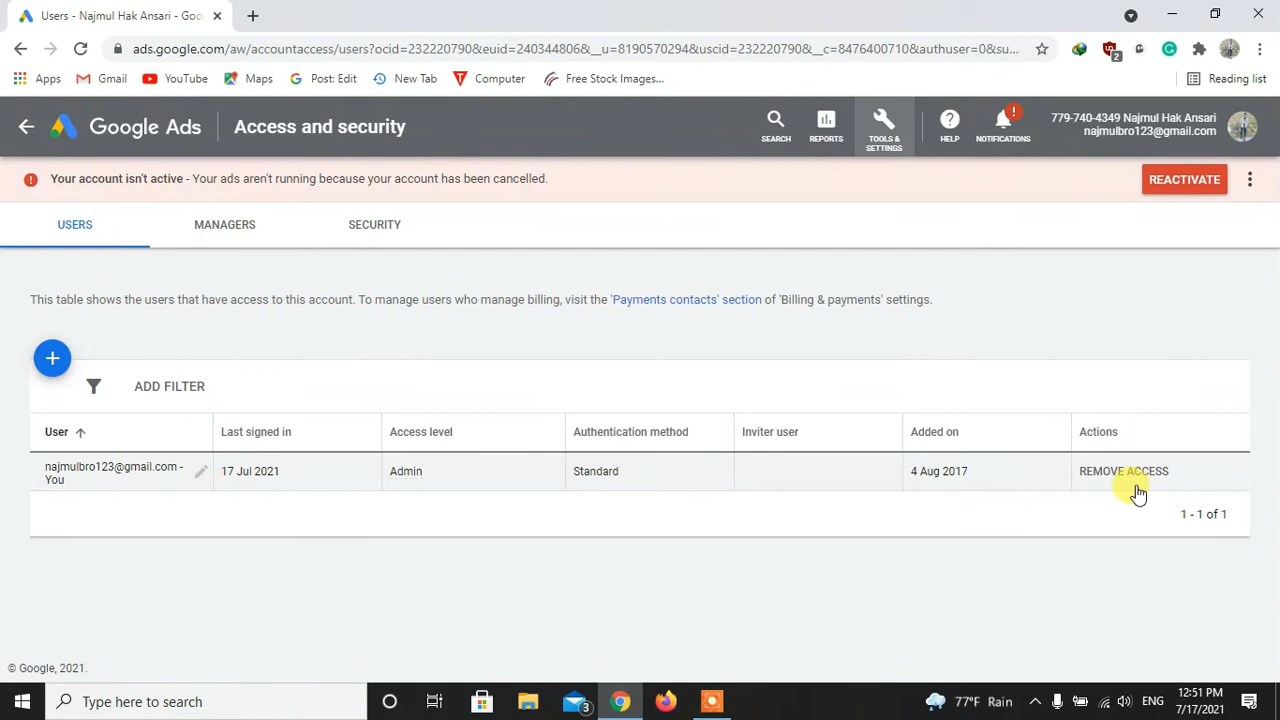 Users - Najmul Hak Ansari - Goo
ads.google.com/aw/accountaccess/users?ocid=232220790&euid=240344806&__u=8190570294&uscid=232220790&__c=8476400710&authuser=0&su...
2
Apps Gmail YouTube Maps Post: Edit New Tab Computer Free Stock Images... Reading list
Google Ads Access and security
SEARCH REPORTS TOOLS & SETTINGS HELP NOTIFICATIONS
779-740-4349 Najmul Hak Ansari
najmulbro123@gmail.com
Your account isn't active - Your ads aren't running because your account has been cancelled. REACTIVATE
USERS MANAGERS SECURITY
This table shows the users that have access to this account. To manage users who manage billing, visit the 'Payments contacts' section of 'Billing & payments' settings.
ADD FILTER
User Last signed in Access level Authentication method Inviter user Added on Actions
najmulbro123@gmail.com -
You 17 Jul 2021 Admin Standard 4 Aug 2017 REMOVE ACCESS
1 - 1 of 1
© Google, 2021.
Type here to search 3 77°F Rain ENG 12:51 PM
7/17/2021